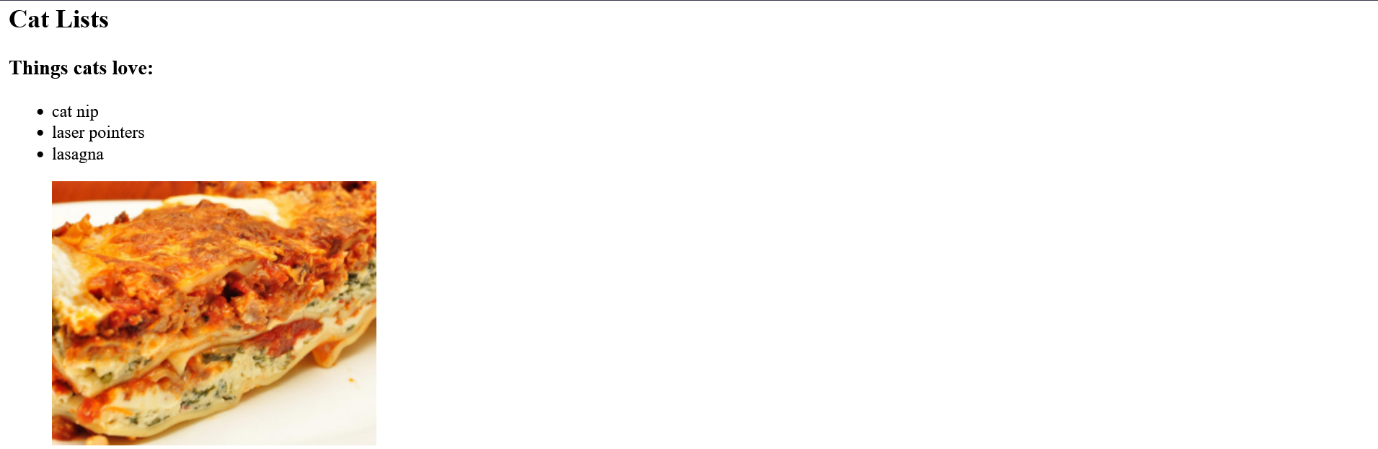 Cat Lists
Things cats love:
cat nip
laser pointers
lasagna